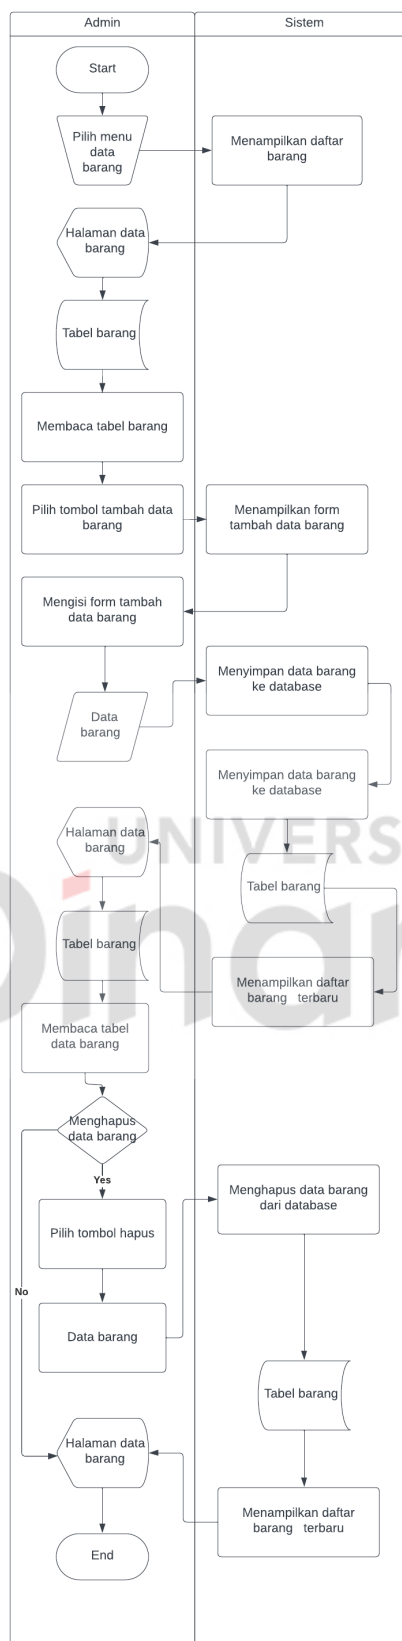 Admin
Sistem
Start
Pilih menu
data
barang
Menampilkan daftar
barang
Halaman data
barang
Tabel barang
Membaca tabel barang
Pilih tombol tambah data
barang
Menampilkan form
tambah data barang
Mengisi form tambah
data barang
Data
barang
Menyimpan data barang
ke database
Menyimpan data barang
ke database
Halaman data
barang
UNIVERS
Dinar
Tabel barang
Tabel barang
Menampilkan daftar
barang terbaru
Membaca tabel
data barang
Menghapus
data barang
Yes
No
Pilih tombol hapus
Menghapus data barang
dari database
Data barang
Tabel barang
Halaman data
barang
Menampilkan daftar
barang terbaru
End